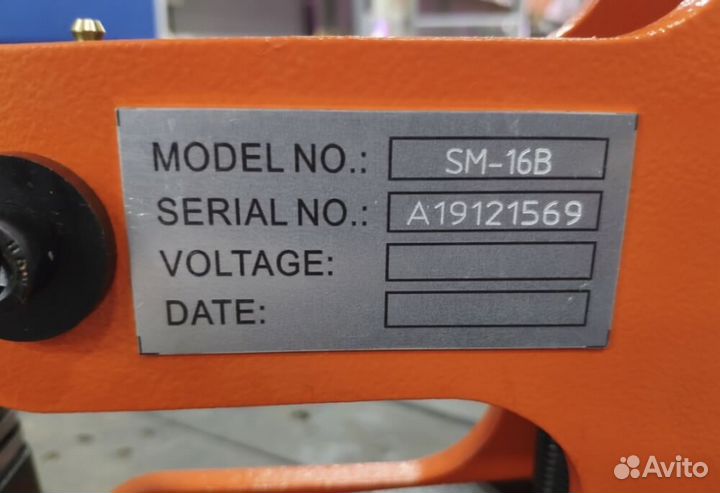 MODEL NO.: SM-16B
SERIAL NO.: A19121569
VOLTAGE:
DATE:
Avito